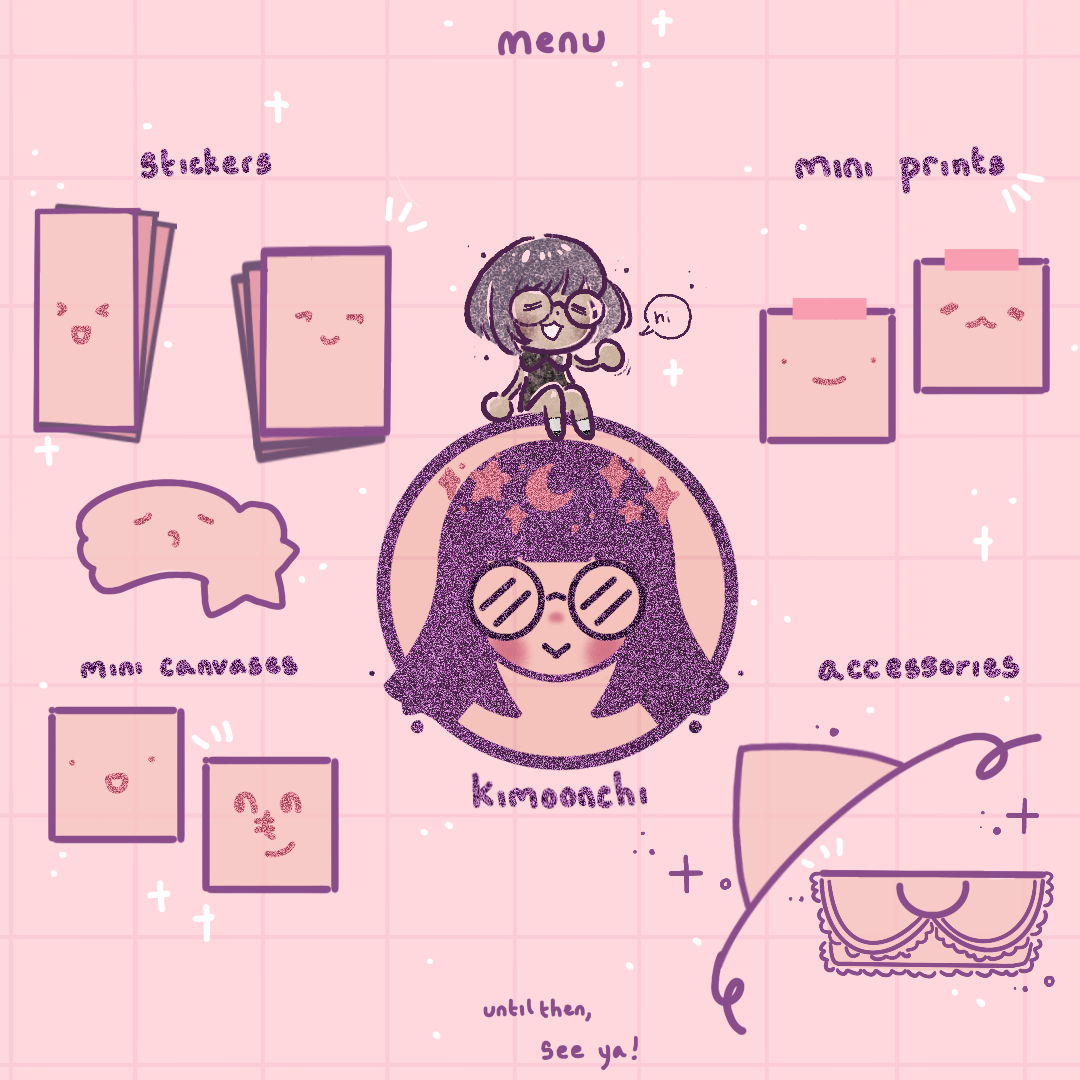 menu
stickers
mini prints
hi
mini canvases
accessories
kimoonchi
until then,
see ya!